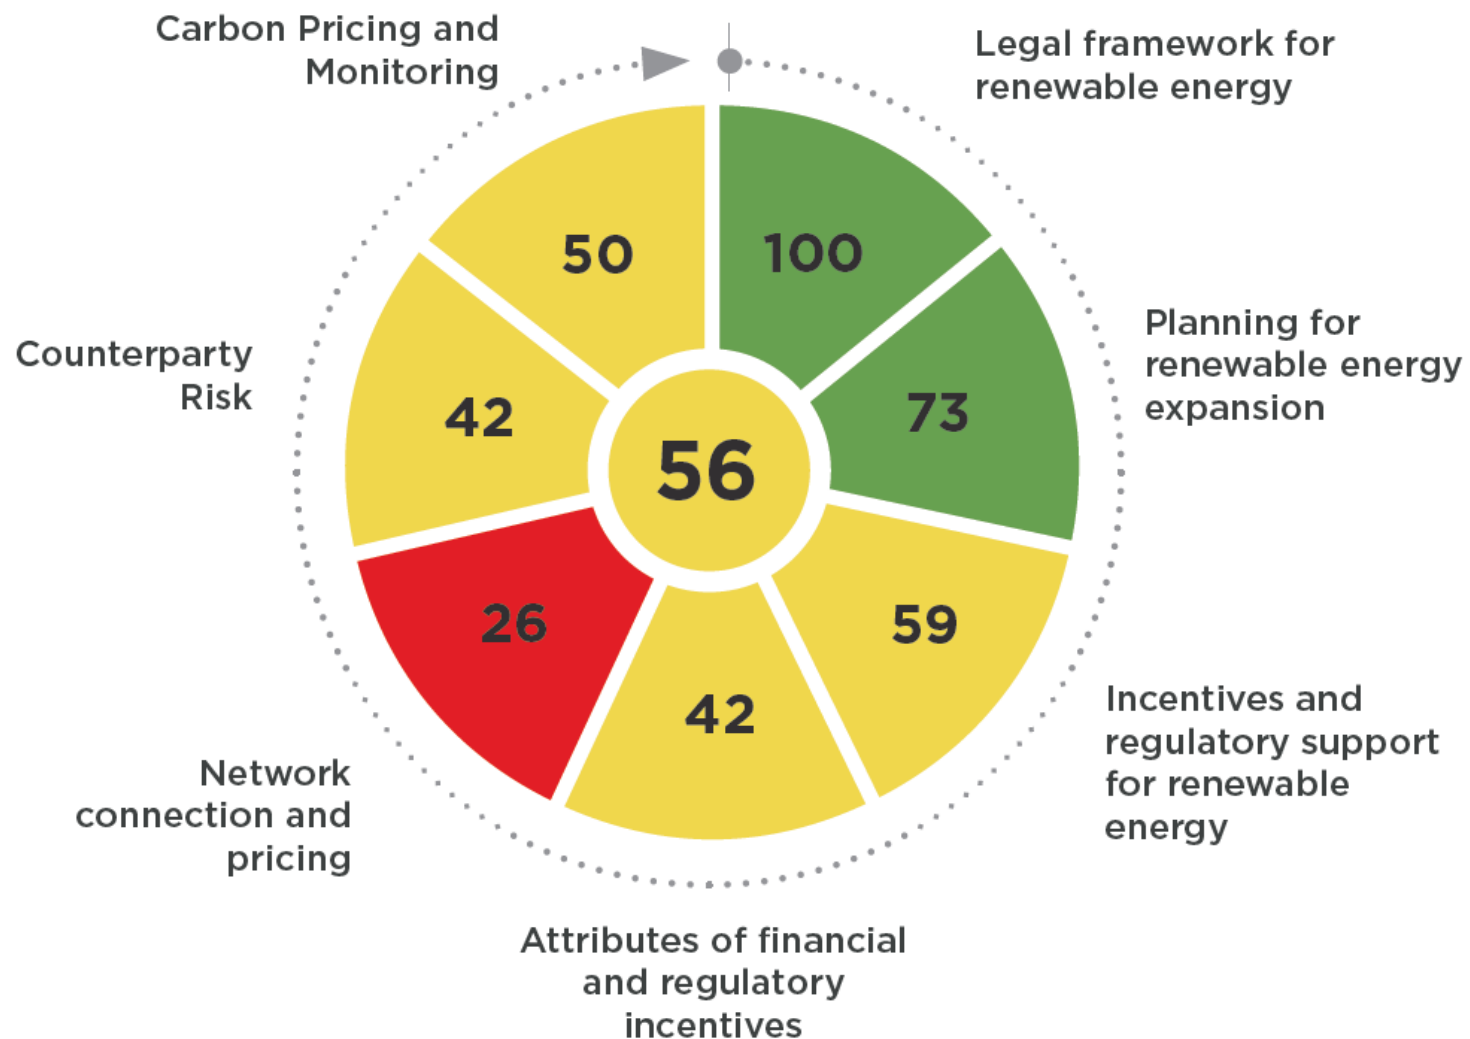 Carbon Pricing and
Monitoring
Legal framework for
renewable energy
50
100
Planning for
renewable energy
expansion
Counterparty
Risk
42
73
56
26
59
42
Incentives and
regulatory support
for renewable
energy
Network
connection and
pricing
Attributes of financial
and regulatory
incentives